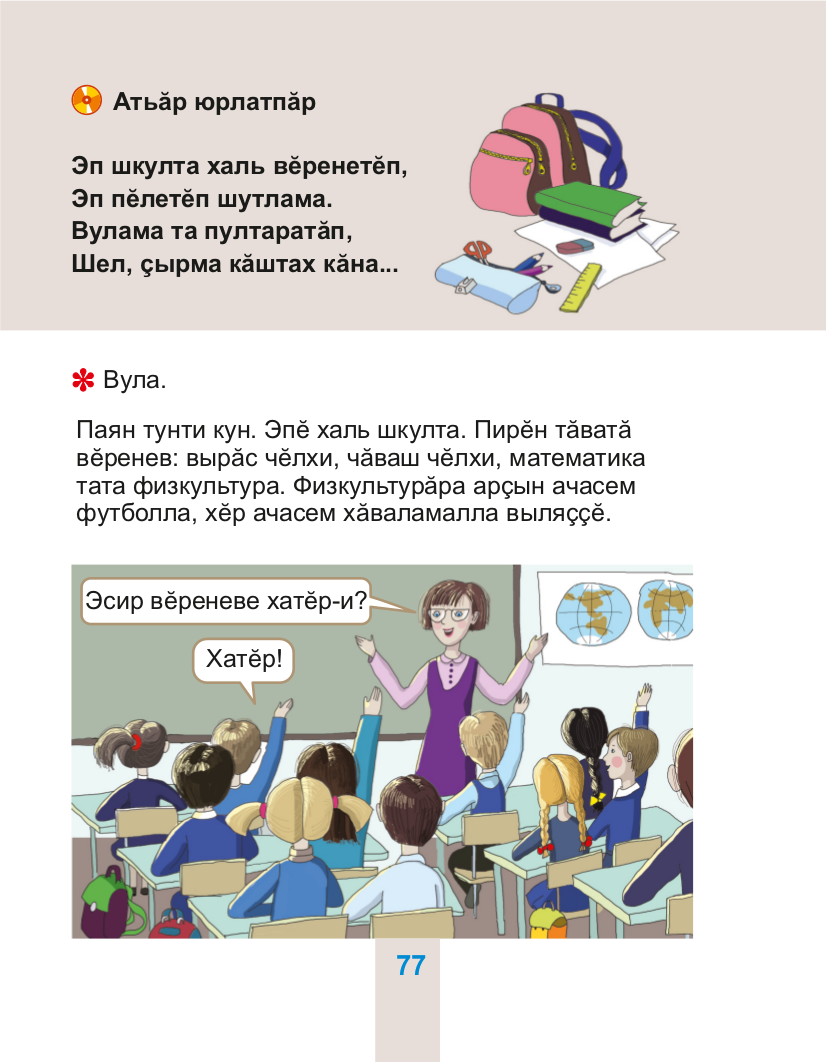 Атьӑр юрлатпӑр
Эп шкулта халь вӗренетӗп,
Эп пӗлетӗп шутлама.
Вулама та пултаратӑп,
Шел, ҫырма кӑштах кӑна...
Вула.
Паян тунти кун. Эпӗ халь шкулта. Пирӗн тӑватӑ
вӗренев: вырӑс чӗлхи, чӑваш чӗлхи, математика
тата физкультура. Физкультурӑра арҫын ачасем
футболла, хӗр ачасем хӑваламалла выляҫҫӗ.
Эсир вӗреневе хатӗр-и?
Хатӗр!
77